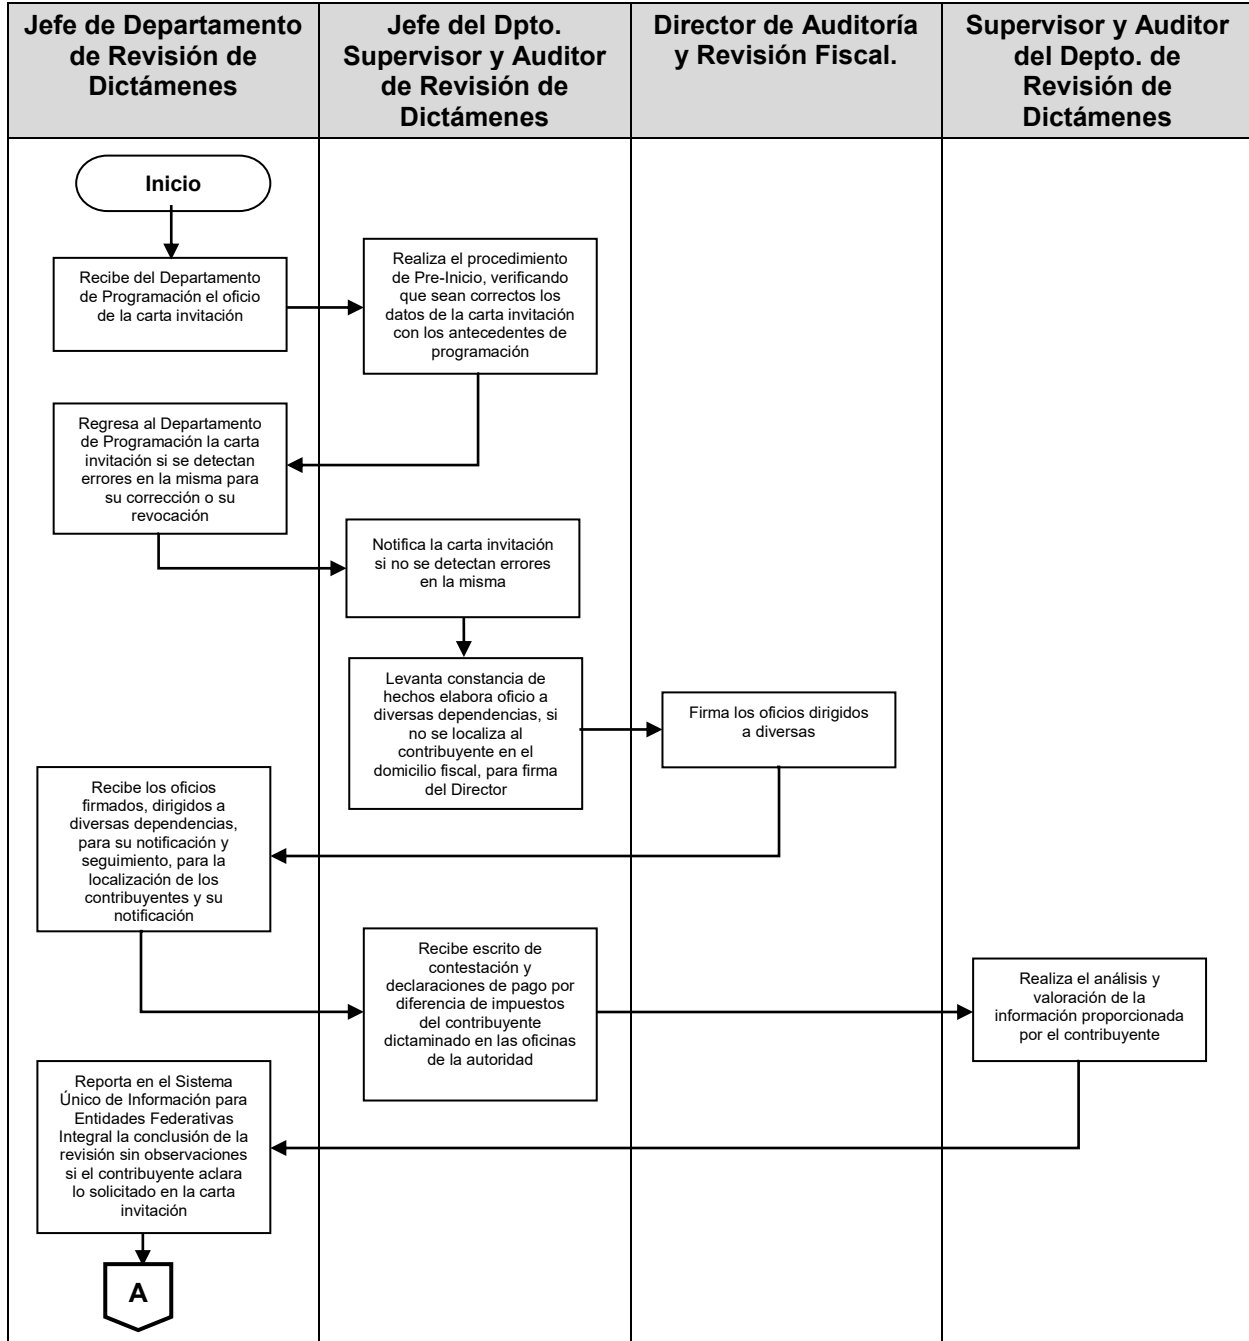 Jefe de Departamento
de Revisión de
Dictámenes
Jefe del Dpto.
Supervisor y Auditor
de Revisión de
Dictámenes
Director de Auditoría
y Revisión Fiscal.
Supervisor y Auditor
del Depto. de
Revisión de
Dictámenes
Inicio
Recibe del Departamento
de Programación el oficio
de la carta invitación
Realiza el procedimiento
de Pre-Inicio, verificando
que sean correctos los
datos de la carta invitación
con los antecedentes de
programación
Regresa al Departamento
de Programación la carta
invitación si se detectan
errores en la misma para
su corrección o su
revocación
Notifica la carta invitación
si no se detectan errores
en la misma
Levanta constancia de
hechos elabora oficio a
diversas dependencias, si
no se localiza al
contribuyente en el
domicilio fiscal, para firma
del Director
Firma los oficios dirigidos
a diversas
Recibe los oficios
firmados, dirigidos a
diversas dependencias,
para su notificación y
seguimiento, para la
localización de los
contribuyentes y su
notificación
Recibe escrito de
contestación y
declaraciones de pago por
diferencia de impuestos
del contribuyente
dictaminado en las oficinas
de la autoridad
Realiza el análisis y
valoración de la
información proporcionada
por el contribuyente
Reporta en el Sistema
Único de Información para
Entidades Federativas
Integral la conclusión de la
revisión sin observaciones
si el contribuyente aclara
lo solicitado en la carta
invitación
A